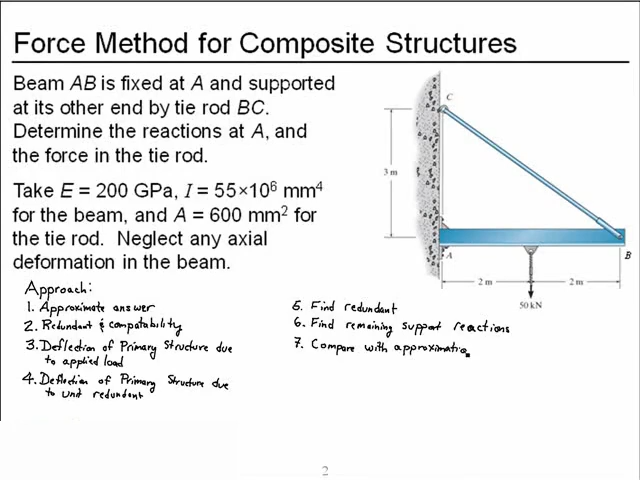 Force Method for Composite Structures
Beam AB is fixed at A and supported
at its other end by tie rod BC.
Determine the reactions at A, and
the force in the tie rod.
Take E = 200 GPa, I = 55×10⁶ mm⁴
for the beam, and A = 600 mm² for
the tie rod. Neglect any axial
deformation in the beam.
C
3 m
A
B
2 m
2 m
50 kN
Approach:
1. Approximate answer
2. Redundant & compatability
3. Deflection of Primary Structure due
to applied load
4. Deflection of Primary Structure due
to unit redundant
5. Find redundant
6. Find remaining support reactions
7. Compare with approximatio
2